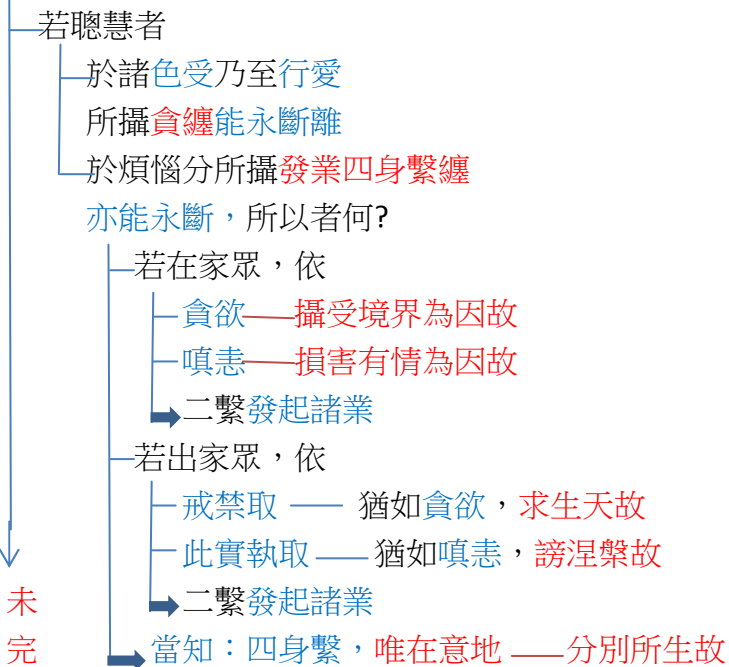 若聰慧者
於諸色受乃至行愛
所攝貪纏能永斷離
於煩惱分所攝發業四身繫纏
亦能永斷，所以者何?
若在家眾，依
貪欲 攝受境界為因故
嗔恚 損害有情為因故
二繫發起諸業
若出家眾，依
戒禁取 猶如貪欲，求生天故
此實執取 猶如嗔恚，謗涅槃故
二繫發起諸業
當知：四身繫，唯在意地 分別所生故
未
完